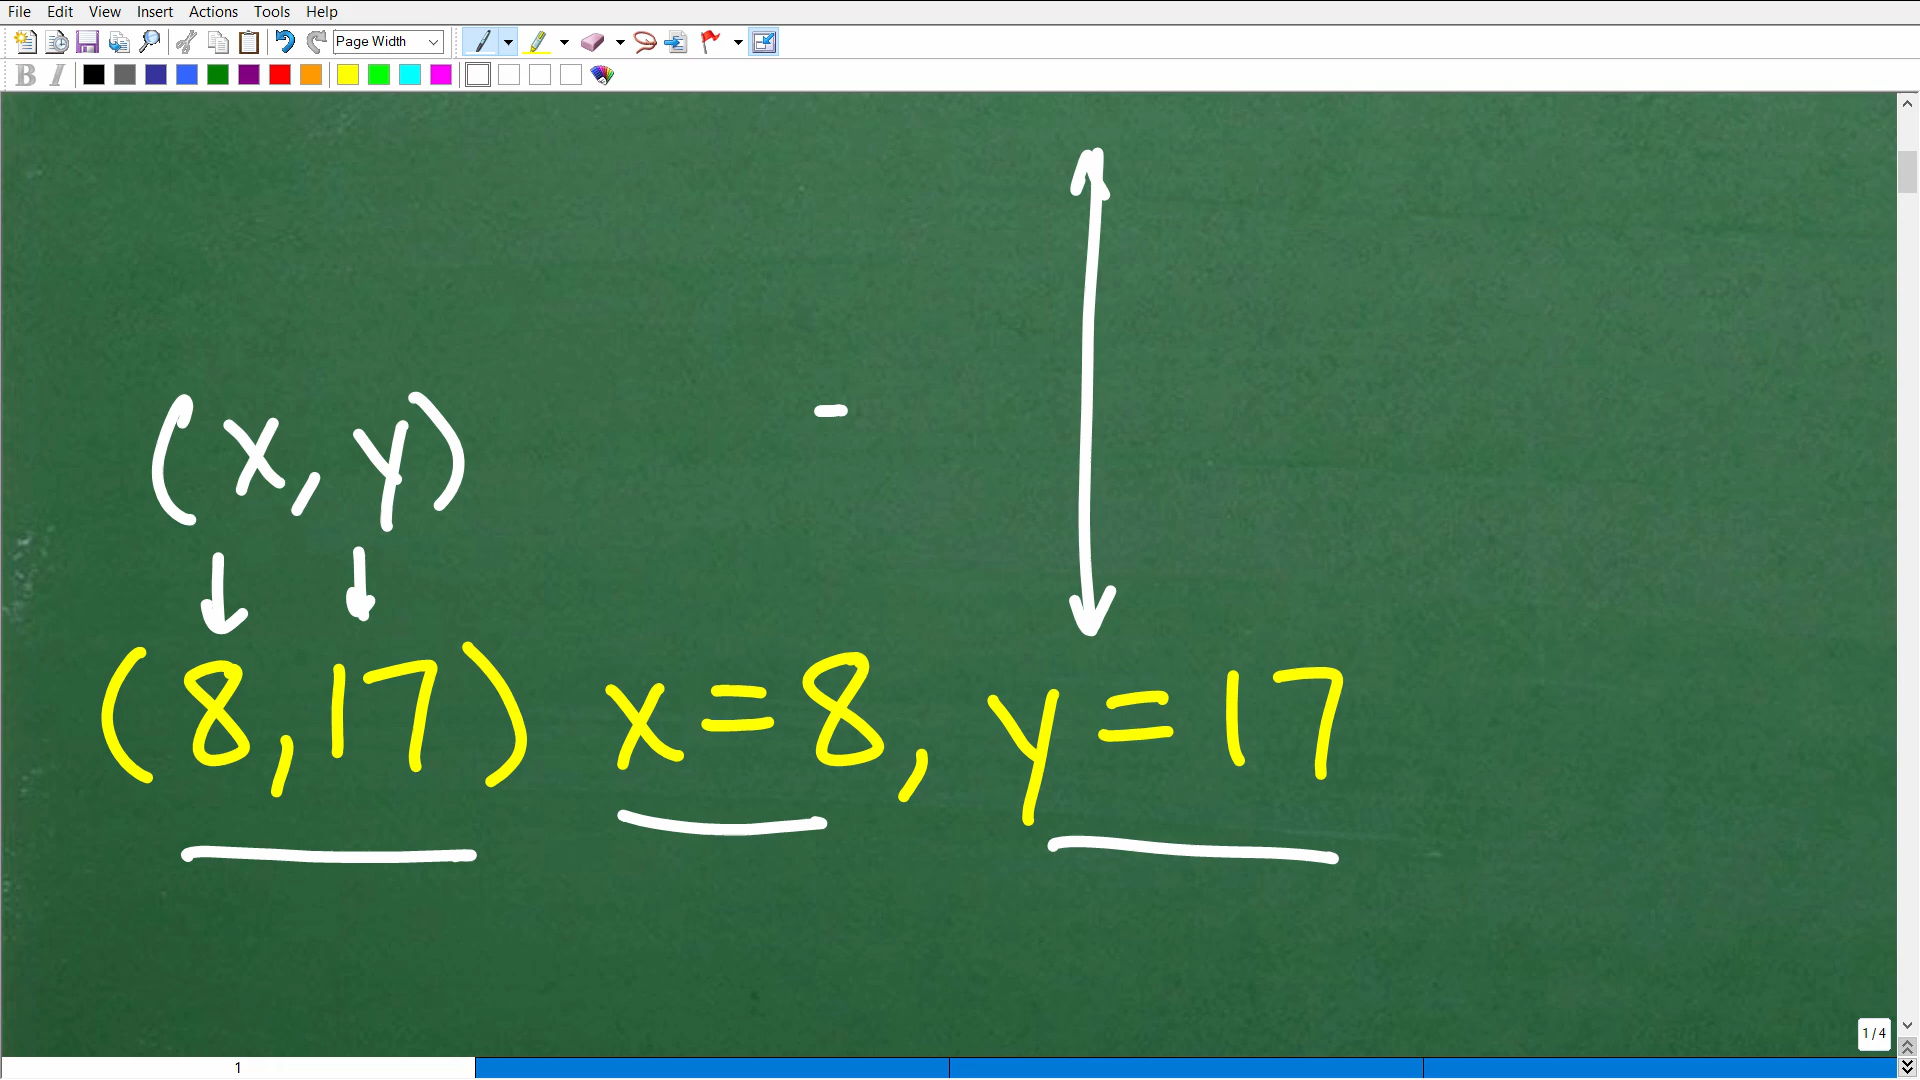 File Edit View Insert Actions Tools Help
Page Width
B I
(x, y)
-
(8,17) x=8, y=17
1 / 4
1